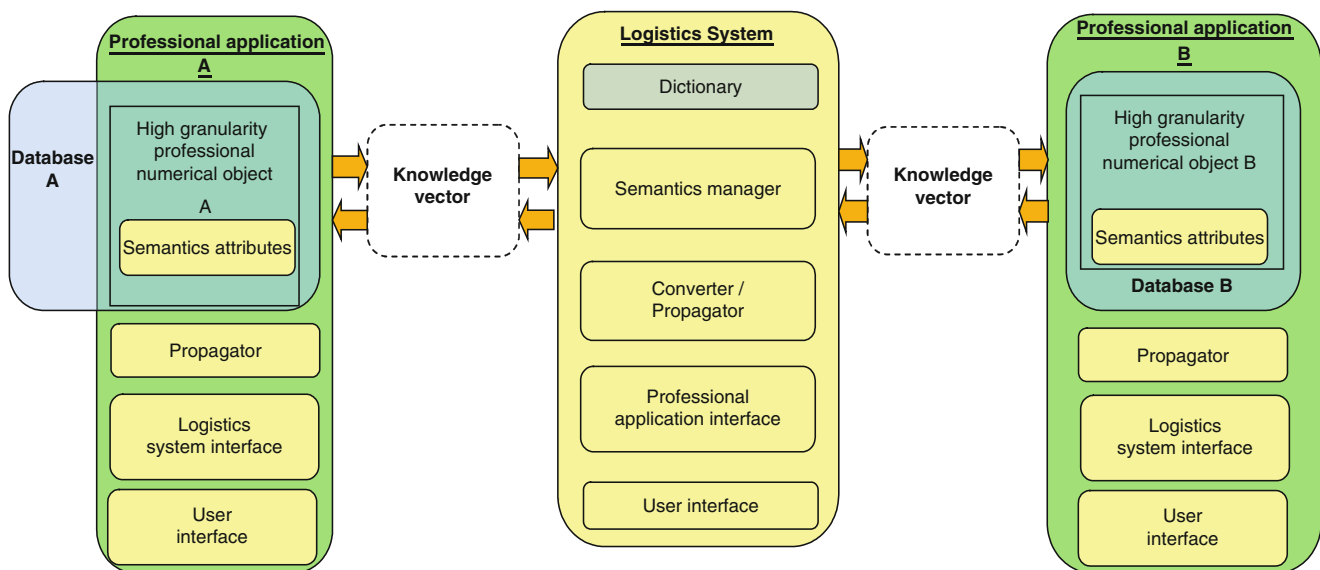 Professional application
A
Database
A
High granularity
professional
numerical object
A
Semantics attributes
Propagator
Logistics
system interface
User
interface
Knowledge
vector
Logistics System
Dictionary
Semantics manager
Converter /
Propagator
Professional
application interface
User interface
Knowledge
vector
Professional application
B
High granularity
professional
numerical object B
Semantics attributes
Database B
Propagator
Logistics
system interface
User
interface